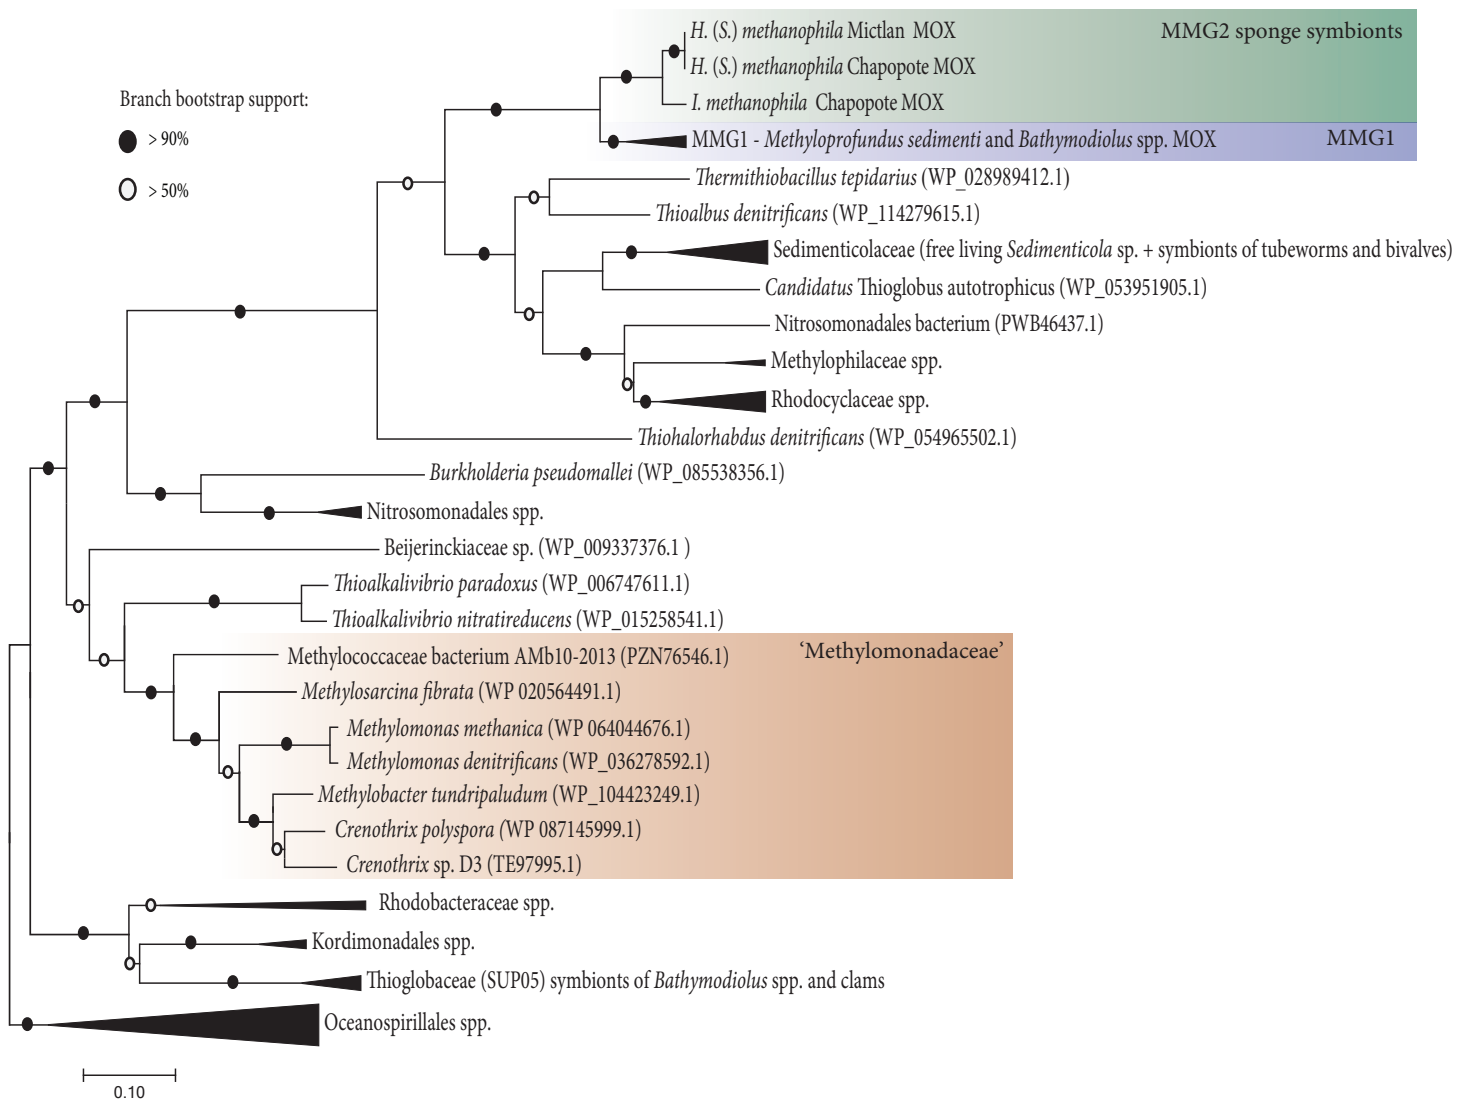 H. (S.) methanophila Mictlan MOX
MMG2 sponge symbionts
H. (S.) methanophila Chapopote MOX
I. methanophila Chapopote MOX
MMG1 - Methyloprofundus sedimenti and Bathymodiolus spp. MOX
MMG1
Branch bootstrap support:
> 90%
> 50%
Thermithiobacillus tepidarius (WP_028989412.1)
Thioalbus denitrificans (WP_114279615.1)
Sedimenticolaceae (free living Sedimenticola sp. + symbionts of tubeworms and bivalves)
Candidatus Thioglobus autotrophicus (WP_053951905.1)
Nitrosomonadales bacterium (PWB46437.1)
Methylophilaceae spp.
Rhodocyclaceae spp.
Thiohalorhabdus denitrificans (WP_054965502.1)
Burkholderia pseudomallei (WP_085538356.1)
Nitrosomonadales spp.
Beijerinckiaceae sp. (WP_009337376.1 )
Thioalkalivibrio paradoxus (WP_006747611.1)
Thioalkalivibrio nitratireducens (WP_015258541.1)
Methylococcaceae bacterium AMb10-2013 (PZN76546.1)
‘Methylomonadaceae’
Methylosarcina fibrata (WP 020564491.1)
Methylomonas methanica (WP 064044676.1)
Methylomonas denitrificans (WP_036278592.1)
Methylobacter tundripaludum (WP_104423249.1)
Crenothrix polyspora (WP 087145999.1)
Crenothrix sp. D3 (TE97995.1)
Rhodobacteraceae spp.
Kordimonadales spp.
Thioglobaceae (SUP05) symbionts of Bathymodiolus spp. and clams
Oceanospirillales spp.
0.10